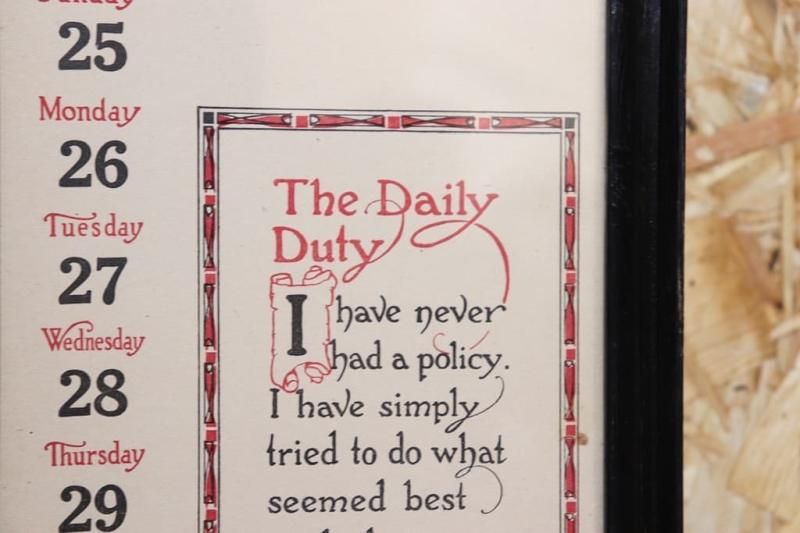 Sunday
25
Monday
26
Tuesday
27
Wednesday
28
Thursday
29
The Daily
Duty
I have never
had a policy.
I have simply
tried to do what
seemed best